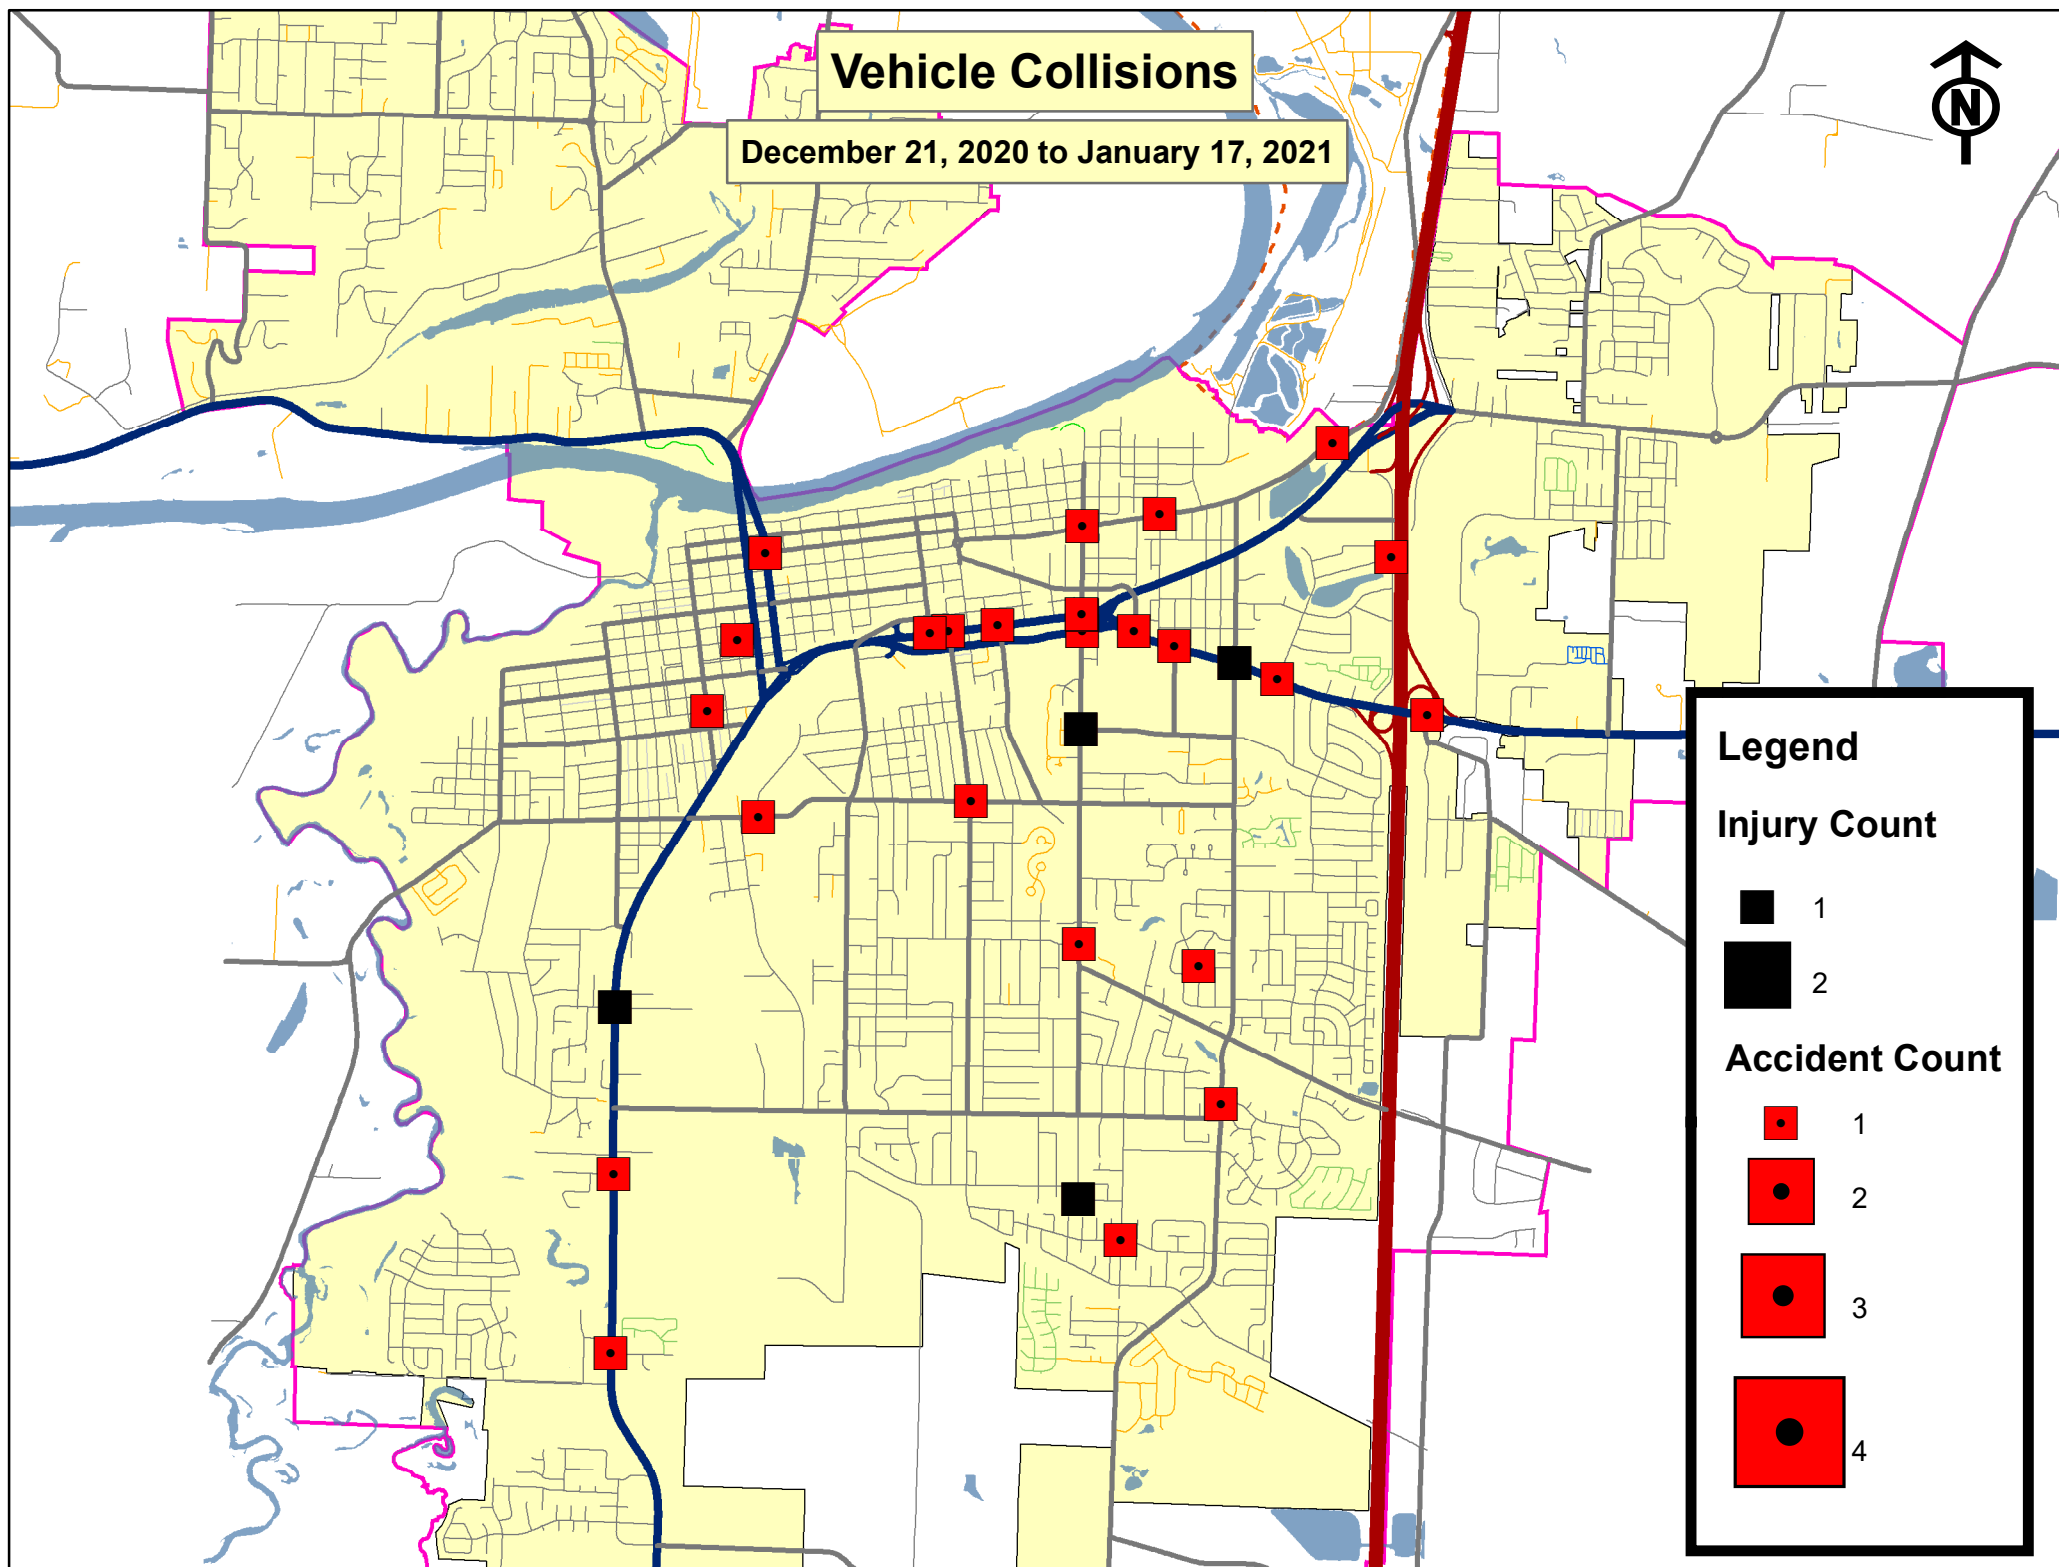 Vehicle Collisions
December 21, 2020 to January 17, 2021
N
Legend
Injury Count
1
2
Accident Count
1
2
3
4